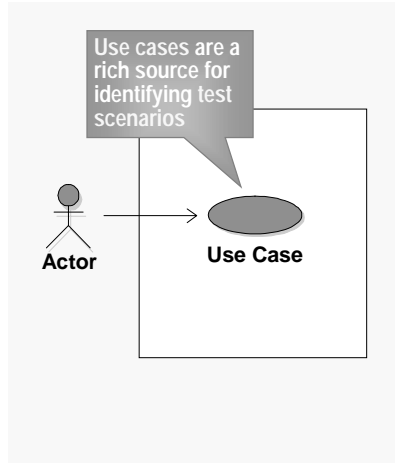 Use cases are a
rich source for
identifying test
scenarios
Actor
Use Case